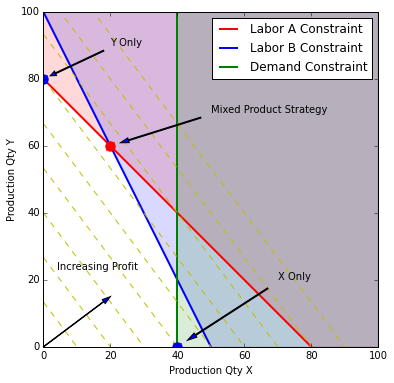 100
80
60
40
20
0
0 20 40 60 80 100
Production Qty Y
Production Qty X
Labor A Constraint
Labor B Constraint
Demand Constraint
Y Only
Mixed Product Strategy
Increasing Profit
X Only